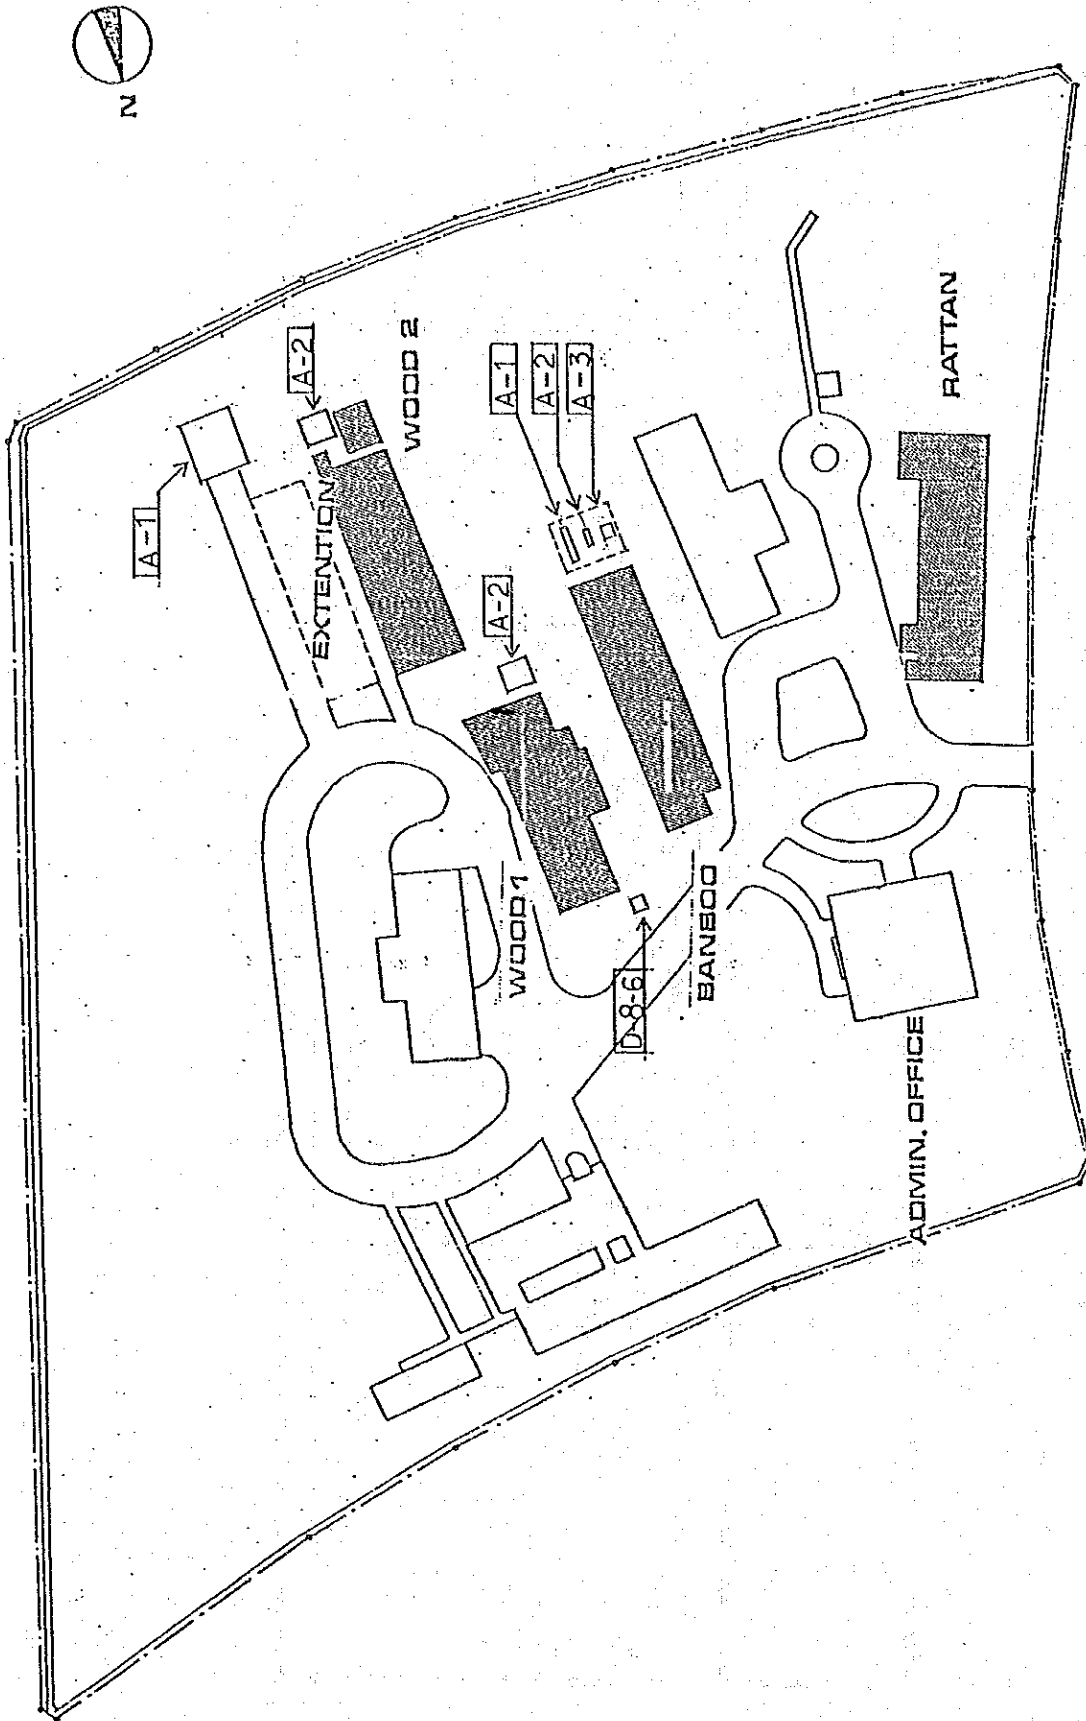 N
A-1
A-2
EXTENTION
WOOD 2
A-1
A-2
A-3
A-2
RATTAN
WOOD 1
D-8-6
BANBOO
ADMIN. OFFICE